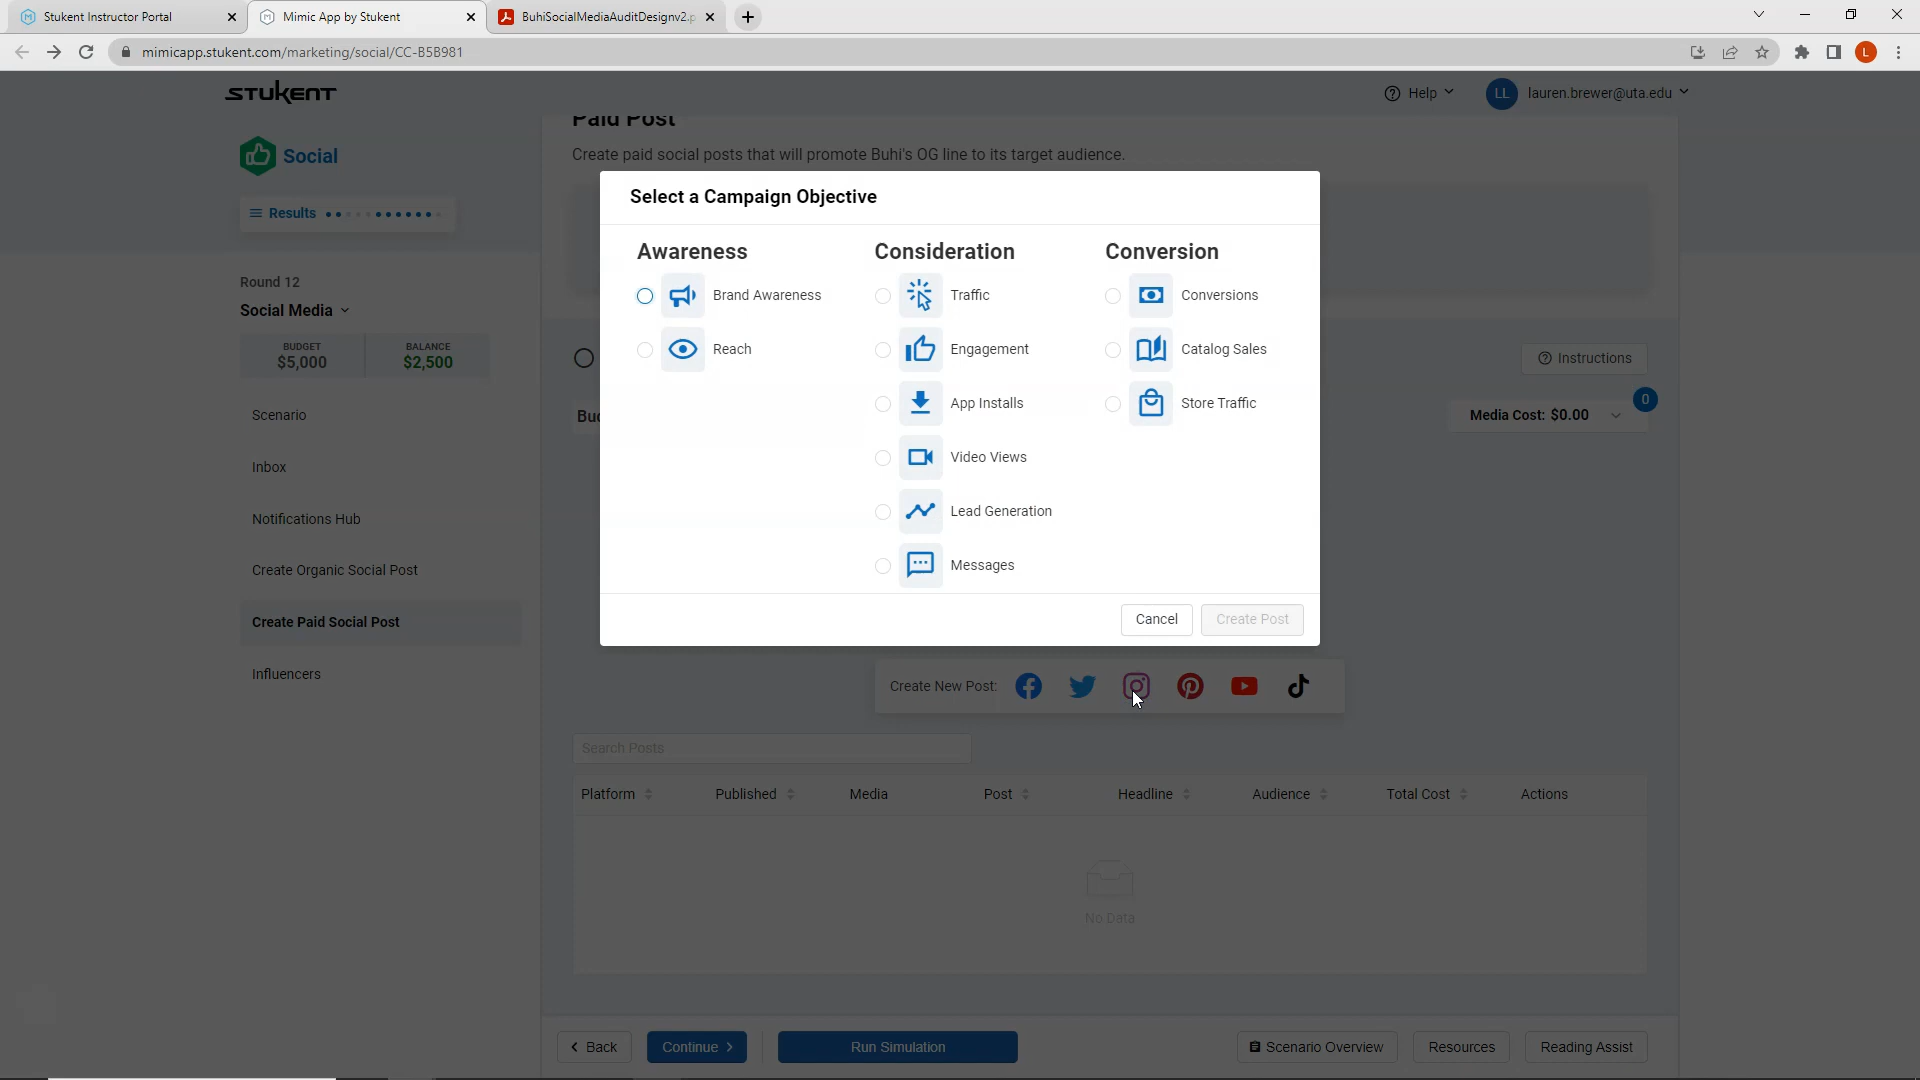 Stukent Instructor Portal
Mimic App by Stukent
BuhiSocialMediaAuditDesignv2.p
mimicapp.stukent.com/marketing/social/CC-B5B981
L
STUKENT
Help
LL
lauren.brewer@uta.edu
Social
Results
Round 12
Social Media
BUDGET
$5,000
BALANCE
$2,500
Scenario
Inbox
Notifications Hub
Create Organic Social Post
Create Paid Social Post
Influencers
Paid Post
Create paid social posts that will promote Buhi's OG line to its target audience.
Instructions
Media Cost: $0.00
0
Select a Campaign Objective
Awareness
Brand Awareness
Reach
Consideration
Traffic
Engagement
App Installs
Video Views
Lead Generation
Messages
Conversion
Conversions
Catalog Sales
Store Traffic
Cancel
Create Post
Create New Post:
Search Posts
Platform
Published
Media
Post
Headline
Audience
Total Cost
Actions
No Data
Back
Continue
Run Simulation
Scenario Overview
Resources
Reading Assist